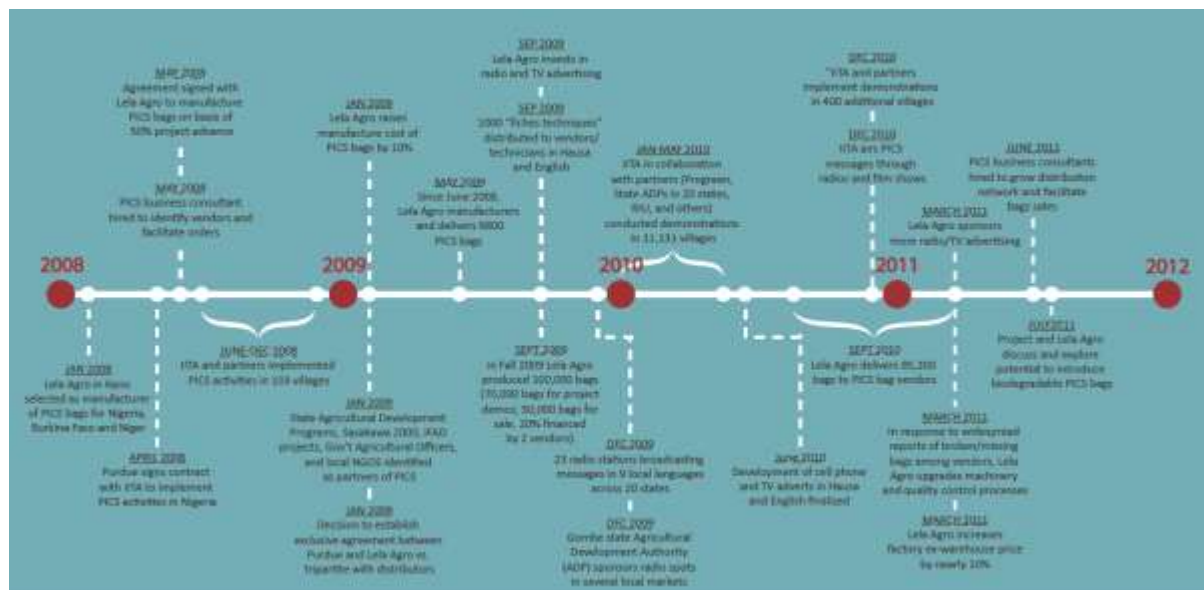 2008
2009
2010
2011
2012
MAY 2008
Agreement signed with
Lela Agro to manufacture
PICS bags on basis of
50% project advance
MAY 2008
PICS business consultant
hired to identify vendors and
facilitate orders
JAN 2009
Lela Agro raises
manufacture cost of
PICS bags by 10%
MAY 2009
Since June 2008,
Lela Agro manufacturers
and delivers
PICS bags
SEP 2009
Lela Agro invests in
radio and TV advertising
SEP 2009
1000 "fiches techniques"
distributed to vendors/
technicians in Hausa
and English
JAN-MAY 2010
IITA in collaboration
with partners
State ADPs in 20 states,
and others)
conducted demonstrations
in villages
DEC 2010
IITA and partners
implement demonstrations
in 400 additional villages
DEC 2010
IITA airs PICS
messages through
radios and film shows
MARCH 2011
Lela Agro sponsors
more radio/TV advertising
JUNE 2011
PICS business consultants
hired to grow distribution
network and facilitate
bags sales
JAN 2008
Lela Agro in Kano
selected as manufacturer
of PICS bags for Nigeria,
Burkina Faso and Niger
APRIL 2008
Purdue signs contract
with IITA to implement
PICS activities in Nigeria
JUNE-DEC 2008
IITA and partners implemented
PICS activities in villages
JAN 2009
State Agricultural Development
Programs, Sasakawa 2000, IFAD
projects, Gov't Agricultural Officers,
and local NGOS identified
as partners of PICS
JAN 2009
Decision to establish
exclusive agreement between
Purdue and Lela Agro vs.
tripartite with distributors
SEPT 2009
In Fall 2009 Lela Agro
produced 100,000 bags
(70,000 bags for project
demos, 30,000 bags for
sale, 20% financed
by 2 vendors).
DEC 2009
23 radio stations broadcasting
messages in 9 local languages
across 20 states
DEC 2009
Gombe state Agricultural
Development Authority
(ADP) sponsors radio spots
in several local markets
June 2010
Development of cell phone
and TV adverts in Hausa
and English finalized
SEPT 2010
Lela Agro delivers
bags to PICS bag vendors
MARCH 2011
In response to widespread
reports of broken/missing
bags among vendors, Lela
Agro upgrades machinery
and quality control processes
MARCH 2011
Lela Agro increases
factory ex-warehouse price
by nearly 10%
JULY 2011
Project and Lela Agro
discuss and explore
potential to introduce
biodegradable PICS bags